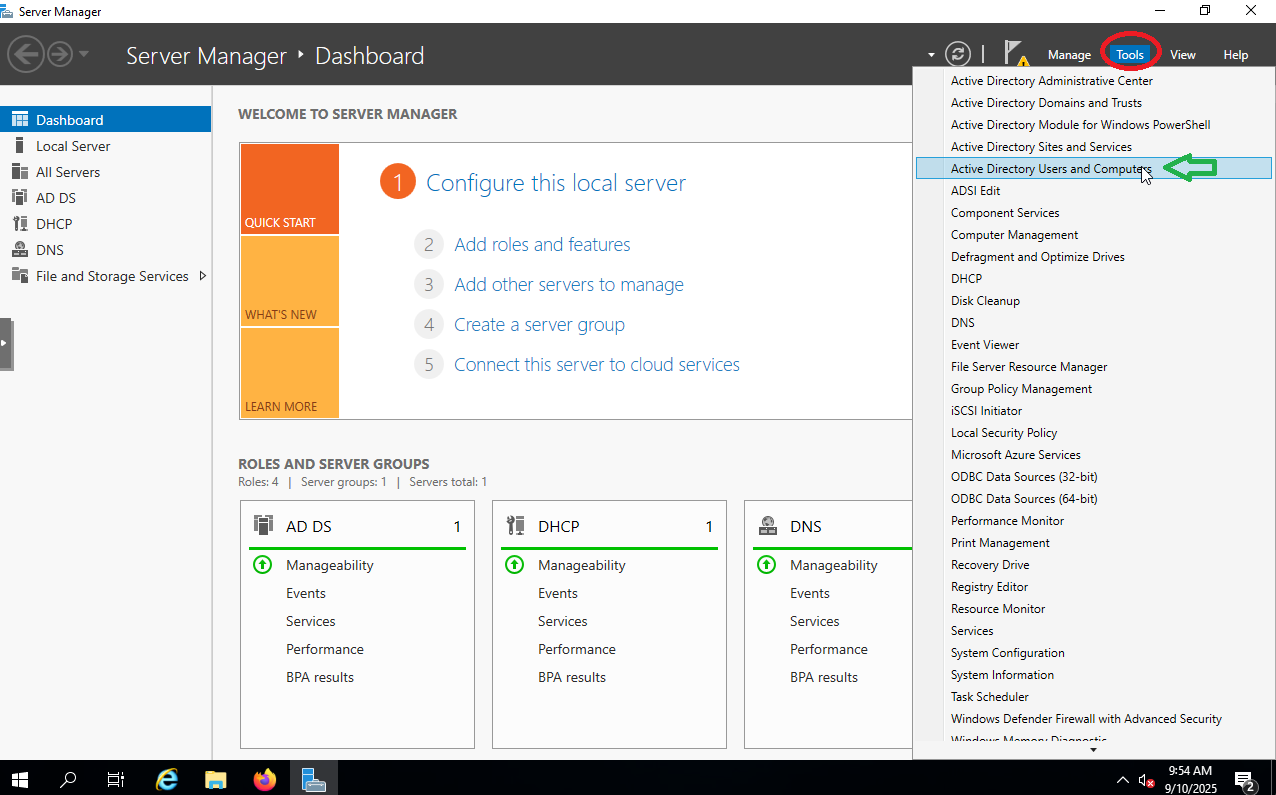 Server Manager
Server Manager ‣ Dashboard
Manage Tools View Help
Dashboard
Local Server
All Servers
AD DS
DHCP
DNS
File and Storage Services
WELCOME TO SERVER MANAGER
QUICK START
WHAT'S NEW
LEARN MORE
1 Configure this local server
2 Add roles and features
3 Add other servers to manage
4 Create a server group
5 Connect this server to cloud services
ROLES AND SERVER GROUPS
Roles: 4 | Server groups: 1 | Servers total: 1
AD DS 1
Manageability
Events
Services
Performance
BPA results
DHCP 1
Manageability
Events
Services
Performance
BPA results
DNS
Manageability
Events
Services
Performance
BPA results
Active Directory Administrative Center
Active Directory Domains and Trusts
Active Directory Module for Windows PowerShell
Active Directory Sites and Services
Active Directory Users and Computers
ADSI Edit
Component Services
Computer Management
Defragment and Optimize Drives
DHCP
Disk Cleanup
DNS
Event Viewer
File Server Resource Manager
Group Policy Management
iSCSI Initiator
Local Security Policy
Microsoft Azure Services
ODBC Data Sources (32-bit)
ODBC Data Sources (64-bit)
Performance Monitor
Print Management
Recovery Drive
Registry Editor
Resource Monitor
Services
System Configuration
System Information
Task Scheduler
Windows Defender Firewall with Advanced Security
Windows Memory Diagnostic
9:54 AM
9/10/2025
2